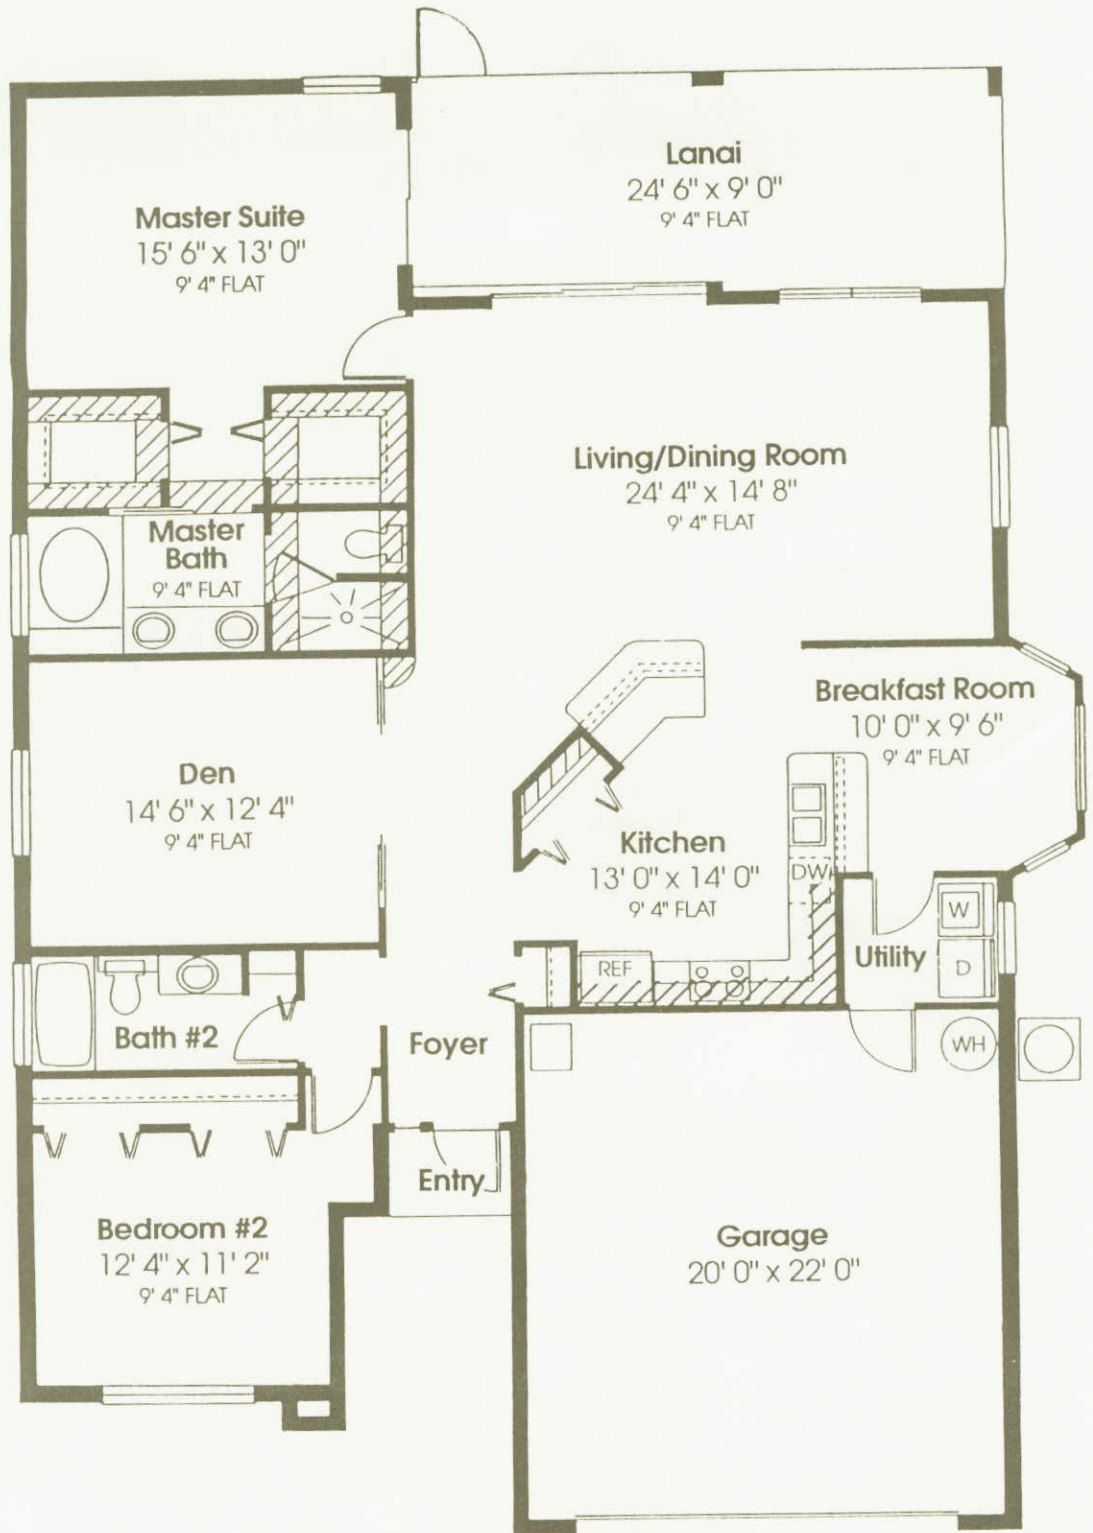 Lanai
24' 6" x 9' 0"
9' 4" FLAT
Master Suite
15' 6" x 13' 0"
9' 4" FLAT
Living/Dining Room
24' 4" x 14' 8"
9' 4" FLAT
Master
Bath
9' 4" FLAT
Breakfast Room
10' 0" x 9' 6"
9' 4" FLAT
Den
14' 6" x 12' 4"
9' 4" FLAT
Kitchen
13' 0" x 14' 0"
9' 4" FLAT
DW
W
Utility
D
REF
Bath #2
Foyer
WH
Entry
Bedroom #2
12' 4" x 11' 2"
9' 4" FLAT
Garage
20' 0" x 22' 0"